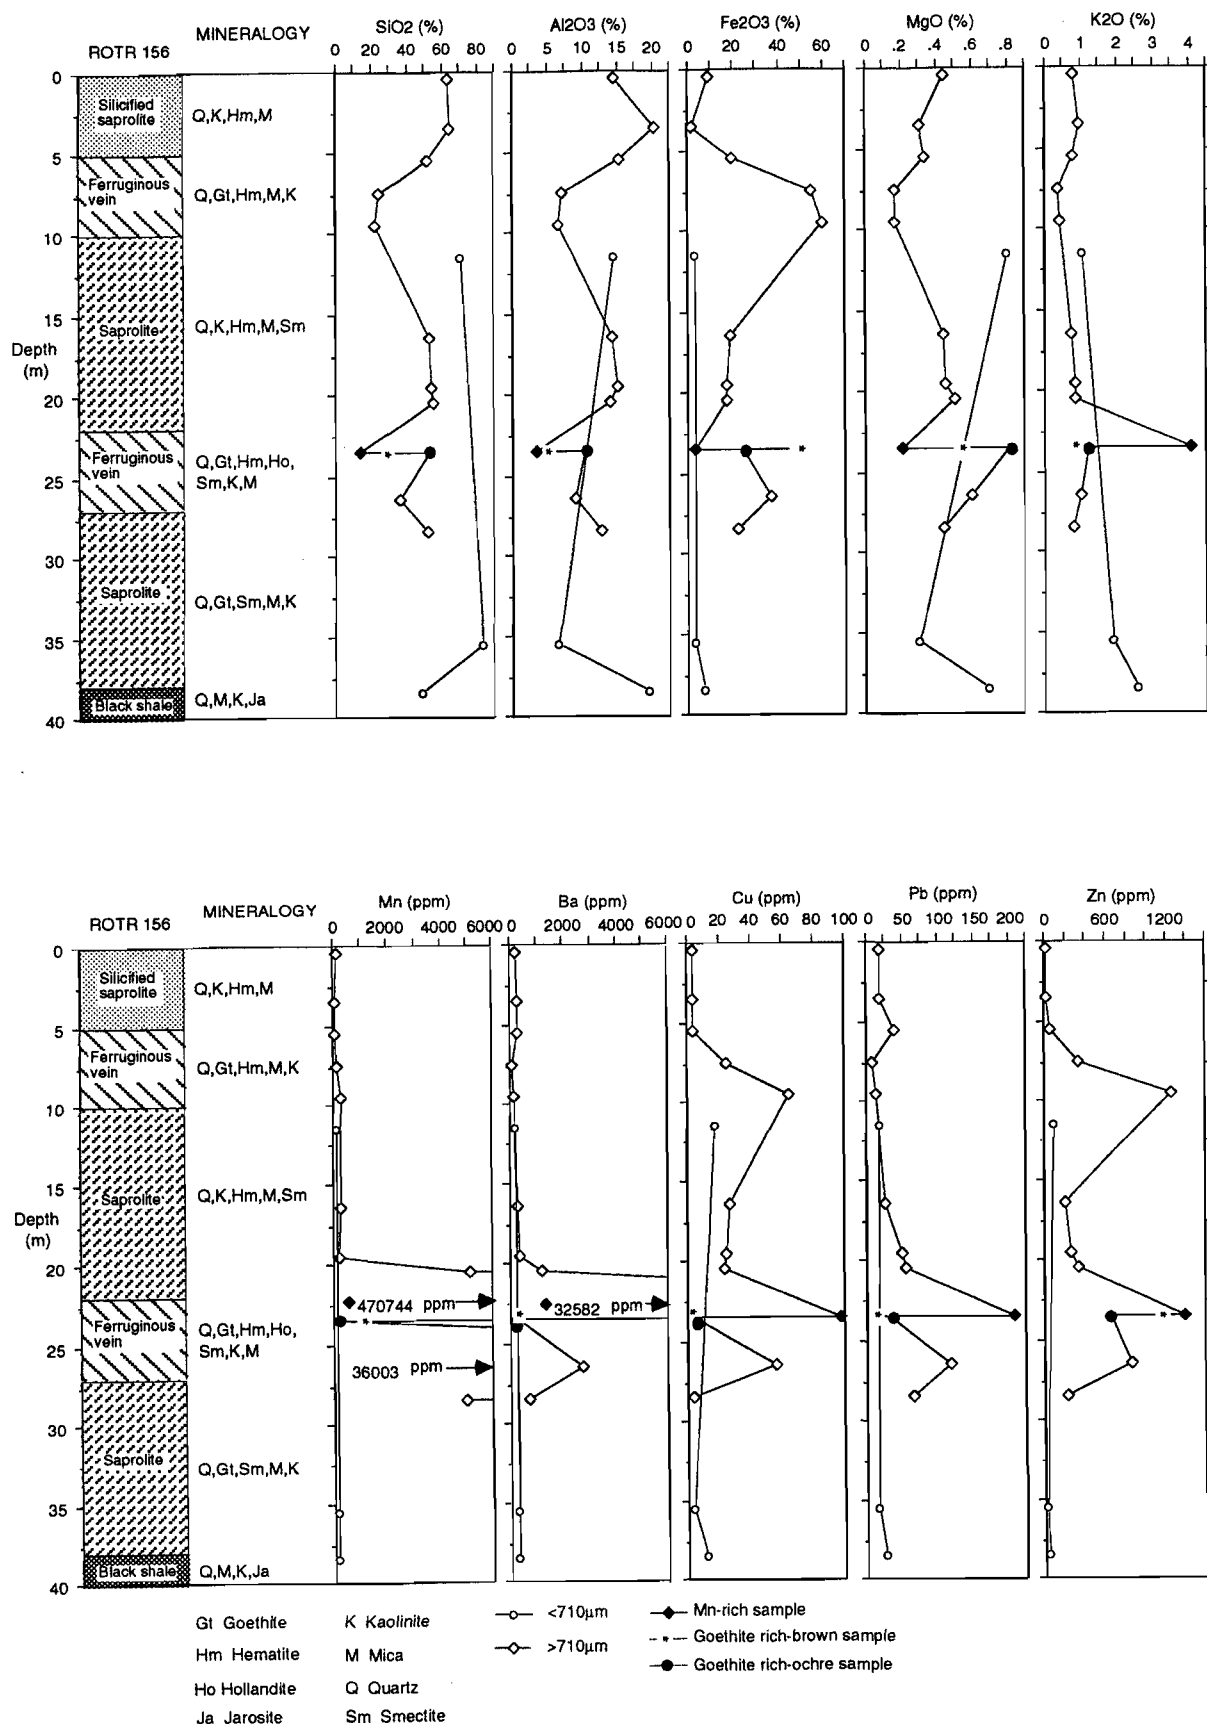 ROTR 156
MINERALOGY
SiO2 (%)
Al2O3 (%)
Fe2O3 (%)
MgO (%)
K2O (%)
0 20 40 60 80
0 5 10 15 20
0 20 40 60
0 .2 .4 .6 .8
0 1 2 3 4
0
5
10
15
20
25
30
35
40
Depth
(m)
Silicified
saprolite
Q,K,Hm,M
Ferruginous
vein
Q,Gt,Hm,M,K
Saprolite
Q,K,Hm,M,Sm
Ferruginous
vein
Q,Gt,Hm,Ho,
Sm,K,M
Saprolite
Q,Gt,Sm,M,K
Black shale
Q,M,K,Ja
ROTR 156
MINERALOGY
Mn (ppm)
Ba (ppm)
Cu (ppm)
Pb (ppm)
Zn (ppm)
0 2000 4000 6000
0 2000 4000 6000
0 20 40 60 80 100
0 50 100 150 200
0 600 1200
0
5
10
15
20
25
30
35
40
Depth
(m)
Silicified
saprolite
Q,K,Hm,M
Ferruginous
vein
Q,Gt,Hm,M,K
Saprolite
Q,K,Hm,M,Sm
470744 ppm
32582 ppm
Ferruginous
vein
Q,Gt,Hm,Ho,
Sm,K,M
36003 ppm
Saprolite
Q,Gt,Sm,M,K
Black shale
Q,M,K,Ja
Gt Goethite
Hm Hematite
Ho Hollandite
Ja Jarosite
K Kaolinite
M Mica
Q Quartz
Sm Smectite
<710µm
>710µm
Mn-rich sample
Goethite rich-brown sample
Goethite rich-ochre sample